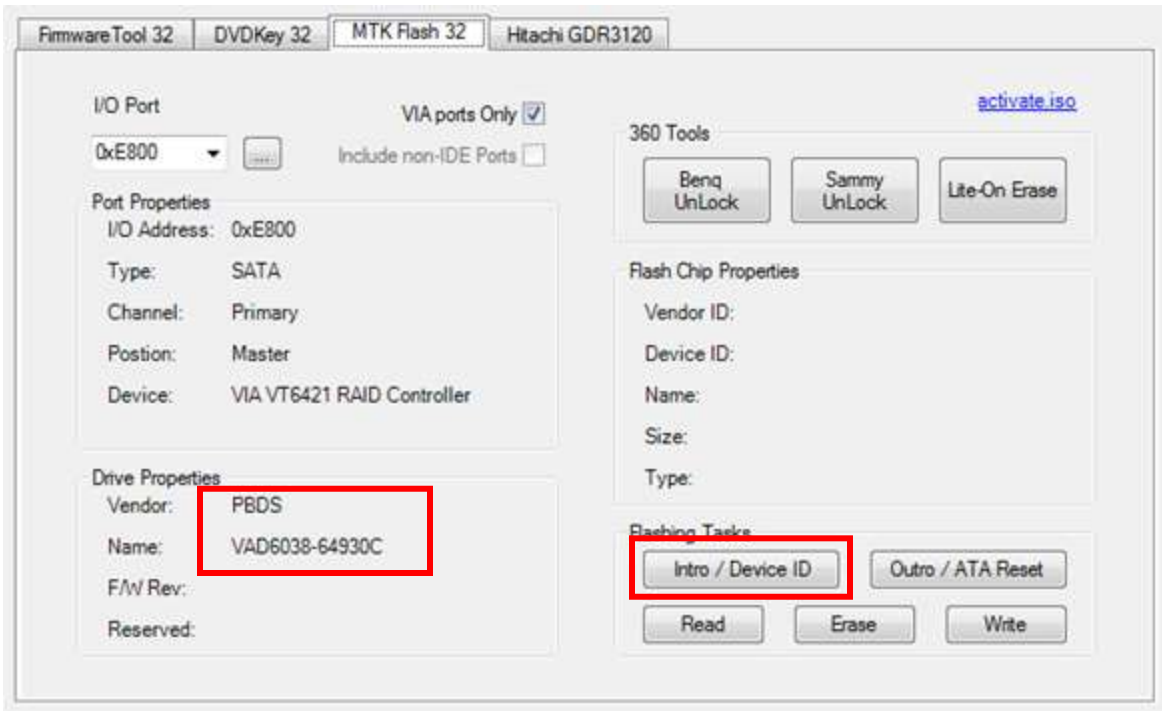 FirmwareTool 32 DVDKey 32 MTK Flash 32 Hitachi GDR3120
I/O Port
VIA ports Only
0xE800 ...
Include non-IDE Ports
Port Properties
I/O Address: 0xE800
Type: SATA
Channel: Primary
Postion: Master
Device: VIA VT6421 RAID Controller
Drive Properties
Vendor: PBDS
Name: VAD6038-64930C
F/W Rev:
Reserved:
activate.iso
360 Tools
Benq
UnLock
Sammy
UnLock
Lite-On Erase
Flash Chip Properties
Vendor ID:
Device ID:
Name:
Size:
Type:
Flashing Tasks
Intro / Device ID Outro / ATA Reset
Read Erase Write